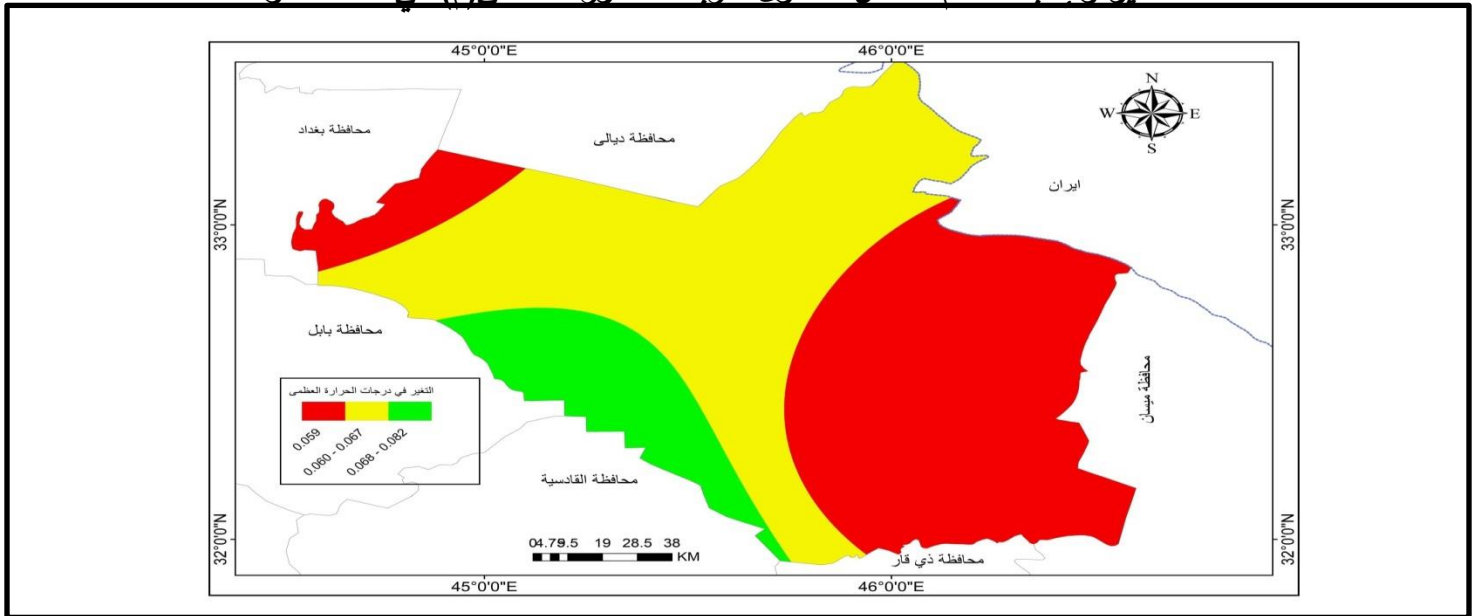 45°0'0"E
46°0'0"E
N
W
E
S
محافظة بغداد
محافظة ديالى
ايران
33°0'0"N
33°0'0"N
محافظة بابل
محافظة ميسان
التغير في درجات الحرارة العظمى
0.059
0.060 - 0.067
0.068 - 0.082
محافظة القادسية
32°0'0"N
32°0'0"N
04.759.5 19 28.5 38
KM
محافظة ذي قار
45°0'0"E
46°0'0"E